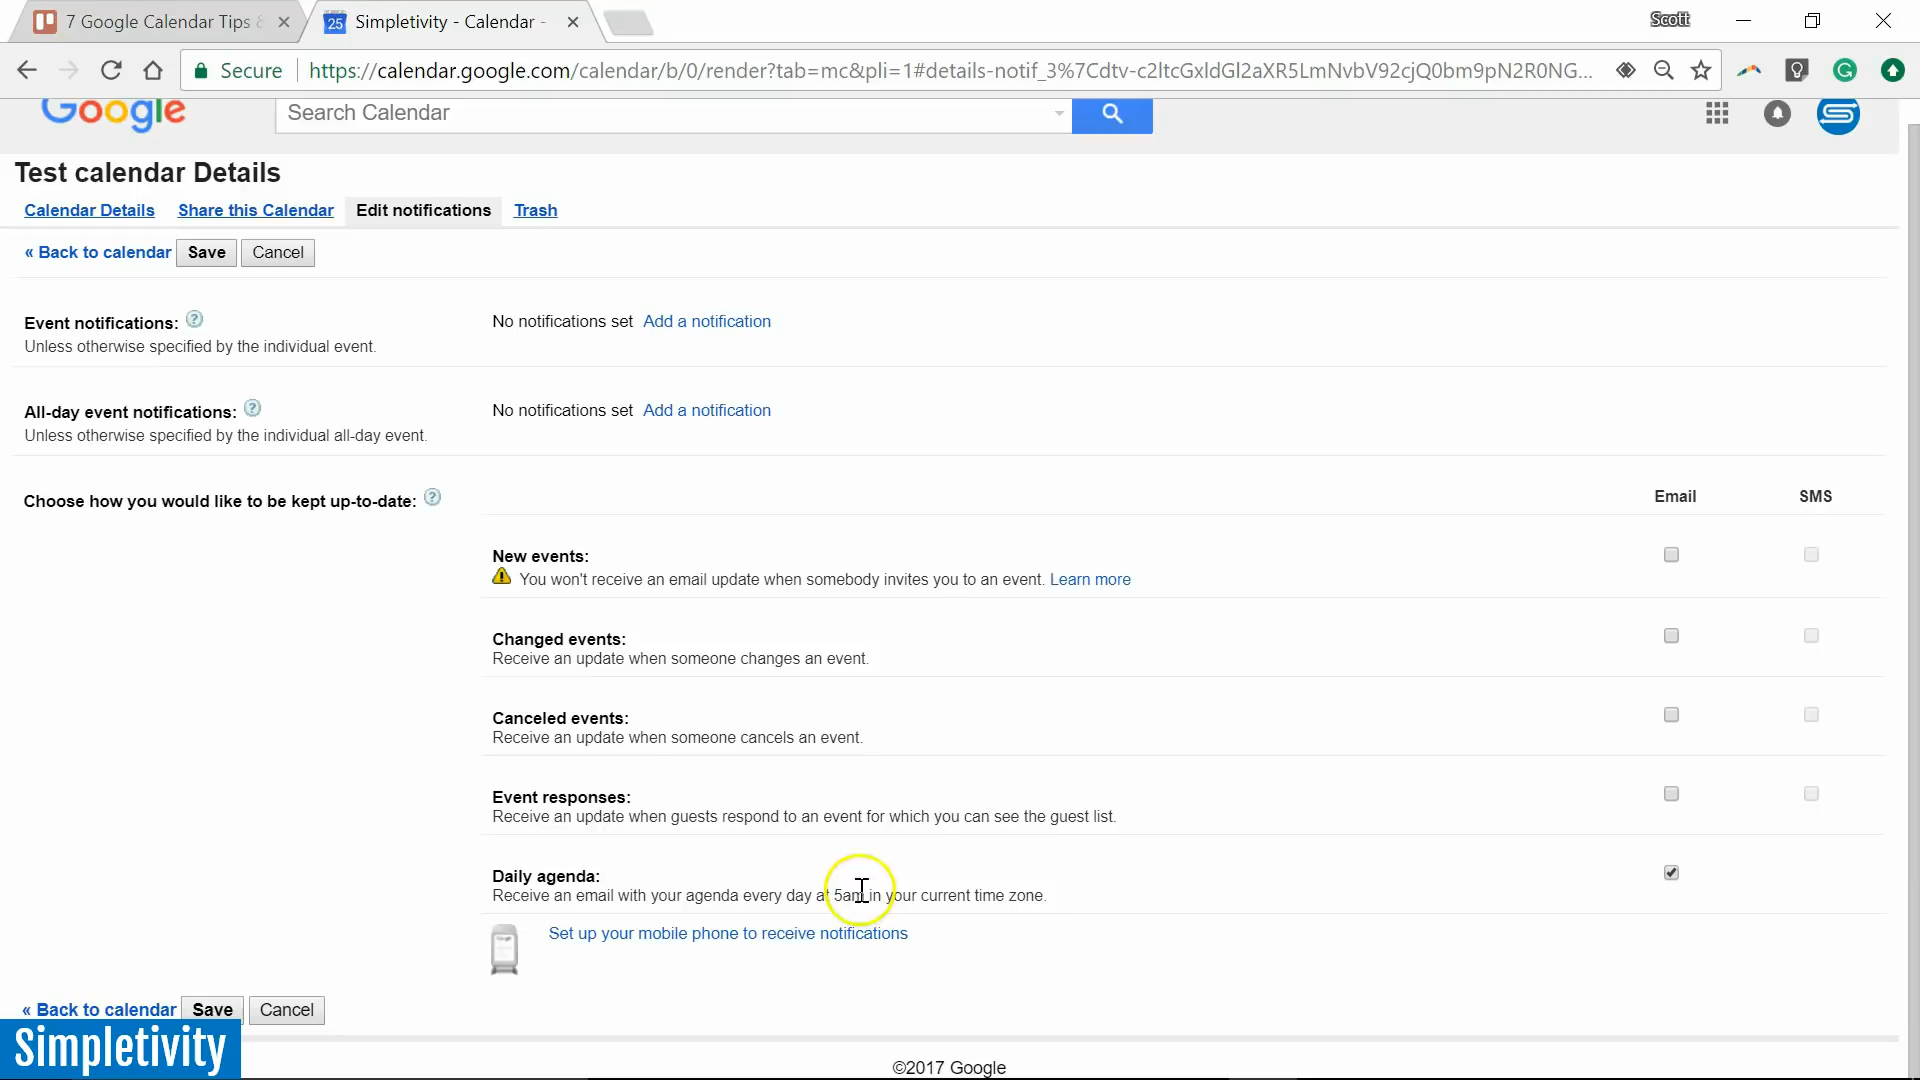 7 Google Calendar Tips &
Simpletivity - Calendar -
Scott
Secure
https://calendar.google.com/calendar/b/0/render?tab=mc&pli=1#details-notif_3%7Cdtv-c2ltcGxldGl2aXR5LmNvbV92cjQ0bm9pN2R0NG...
Google
Search Calendar
Test calendar Details
Calendar Details Share this Calendar Edit notifications Trash
« Back to calendar Save Cancel
Event notifications: ?
No notifications set Add a notification
Unless otherwise specified by the individual event.
All-day event notifications: ?
No notifications set Add a notification
Unless otherwise specified by the individual all-day event.
Choose how you would like to be kept up-to-date: ?
Email SMS
New events:
You won't receive an email update when somebody invites you to an event. Learn more
Changed events:
Receive an update when someone changes an event.
Canceled events:
Receive an update when someone cancels an event.
Event responses:
Receive an update when guests respond to an event for which you can see the guest list.
Daily agenda:
Receive an email with your agenda every day at 5am in your current time zone.
Set up your mobile phone to receive notifications
« Back to calendar Save Cancel
Simpletivity
©2017 Google